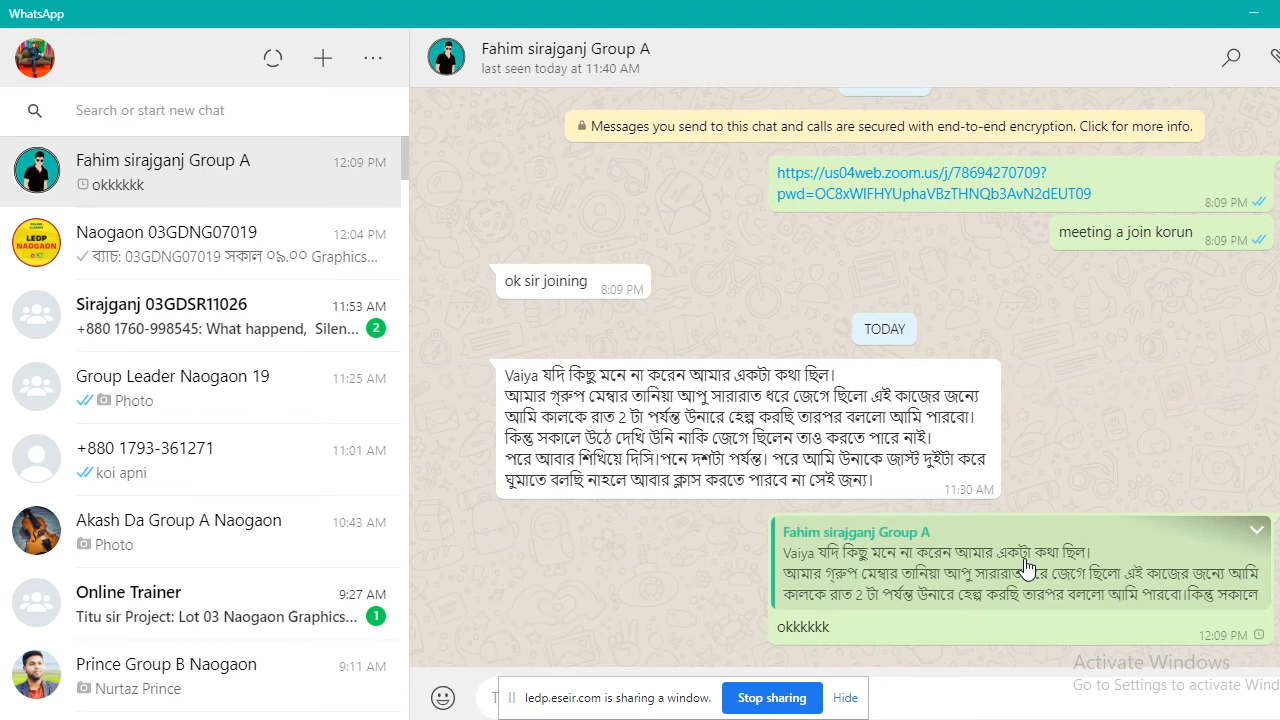 WhatsApp
Search or start new chat
Fahim sirajganj Group A
12:09 PM
okkkkkk
Naogaon 03GDNG07019
12:04 PM
ব্যাচ: 03GDNG07019 সকাল ০৯.০০ Graphics...
Sirajganj 03GDSR11026
11:53 AM
+880 1760-998545: What happend, Silen...
2
Group Leader Naogaon 19
11:25 AM
Photo
+880 1793-361271
11:01 AM
koi apni
Akash Da Group A Naogaon
10:43 AM
Photo
Online Trainer
9:27 AM
Titu sir Project: Lot 03 Naogaon Graphics...
1
Prince Group B Naogaon
9:11 AM
Nurtaz Prince
LEDP
NAOGAON
Fahim sirajganj Group A
last seen today at 11:40 AM
Messages you send to this chat and calls are secured with end-to-end encryption. Click for more info.
https://us04web.zoom.us/j/78694270709?
pwd=OC8xWlFHYUphaVBzTHNQb3AvN2dEUT09
8:09 PM
meeting a join korun
8:09 PM
ok sir joining
8:09 PM
TODAY
Vaiya যদি কিছু মনে না করেন আমার একটা কথা ছিল।
আমার গ্রুপ মেম্বার তানিয়া আপু সারারাত ধরে জেগে ছিলো এই কাজের জন্যে
আমি কালকে রাত 2 টা পর্যন্ত উনারে হেল্প করছি তারপর বললো আমি পারবো।
কিন্তু সকালে উঠে দেখি উনি নাকি জেগে ছিলেন তাও করতে পারে নাই।
পরে আবার শিখিয়ে দিসি।পনে দশটা পর্যন্ত। পরে আমি উনাকে জাস্ট দুইটা করে
ঘুমাতে বলছি নাহলে আবার ক্লাস করতে পারবে না সেই জন্য।
11:30 AM
Fahim sirajganj Group A
Vaiya যদি কিছু মনে না করেন আমার একটা কথা ছিল।
আমার গ্রুপ মেম্বার তানিয়া আপু সারারাত ধরে জেগে ছিলো এই কাজের জন্যে আমি
কালকে রাত 2 টা পর্যন্ত উনারে হেল্প করছি তারপর বললো আমি পারবো।কিন্তু সকালে
okkkkkk
12:09 PM
Activate Windows
Go to Settings to activate Wind
ledp.eseir.com is sharing a window.
Stop sharing
Hide